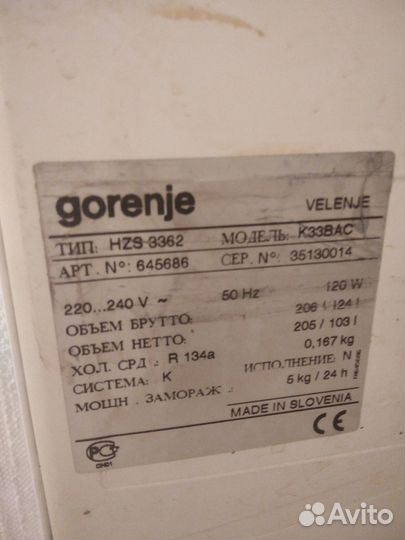 gorenje VELENJE
ТИП: HZS 3362 МОДЕЛЬ: K33BAC
АРТ. Nº: 645686 СЕР. Nº: 35130014
220...240 V ~ 50 Hz 120 W
ОБЪЕМ БРУТТО: 206 / 124 l
ОБЪЕМ НЕТТО: 205 / 103 l
ХОЛ. СРД.: R 134a 0,167 kg
СИСТЕМА: K ИСПОЛНЕНИЕ: N
МОЩН. ЗАМОРАЖ.: 5 kg / 24 h
MADE IN SLOVENIA
CE
Avito